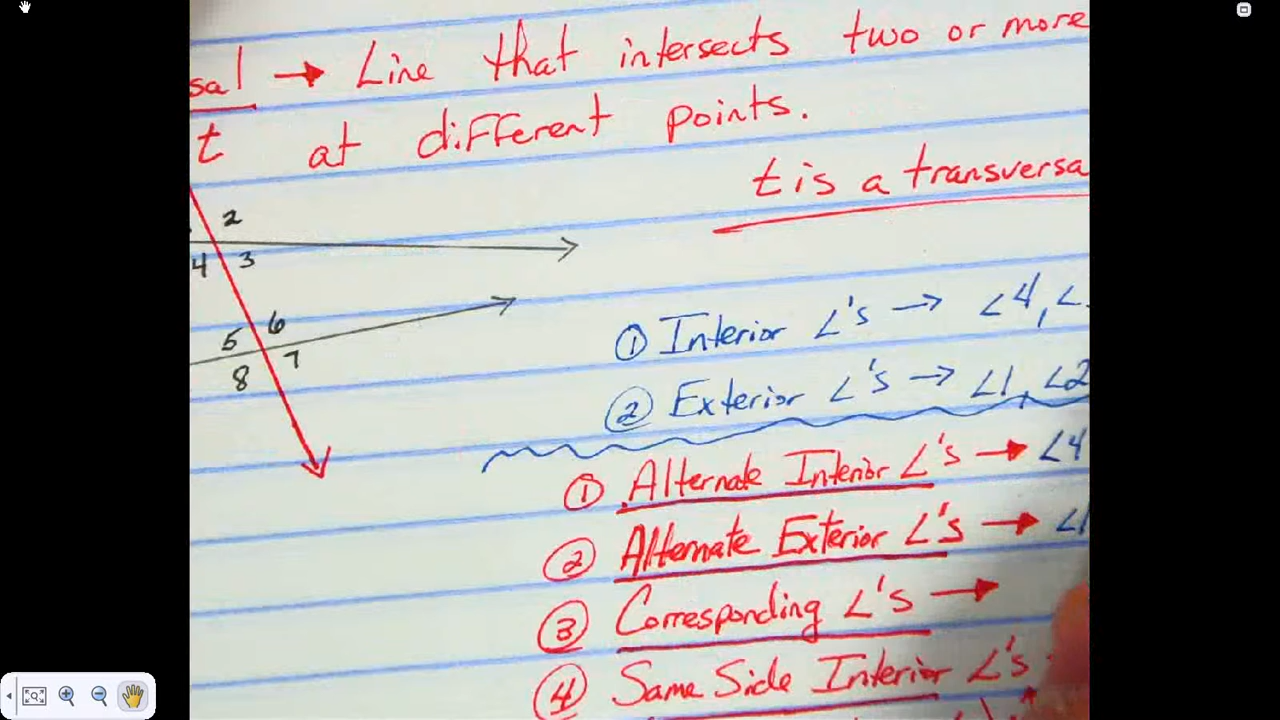 sal → Line that intersects two or more
t at different points.
t is a transversa
2
4 3
5 6
8 7
① Interior ∠'s → ∠4, ∠
② Exterior ∠'s → ∠1, ∠2
① Alternate Interior ∠'s → ∠4
② Alternate Exterior ∠'s → ∠1
③ Corresponding ∠'s →
④ Same Side Interior ∠'s